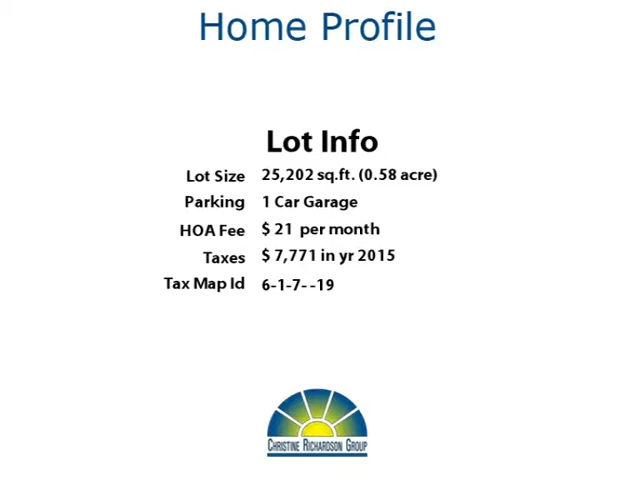 Home Profile
Lot Info
Lot Size 25,202 sq.ft. (0.58 acre)
Parking 1 Car Garage
HOA Fee $ 21 per month
Taxes $ 7,771 in yr 2015
Tax Map Id 6-1-7- -19
Christine Richardson Group